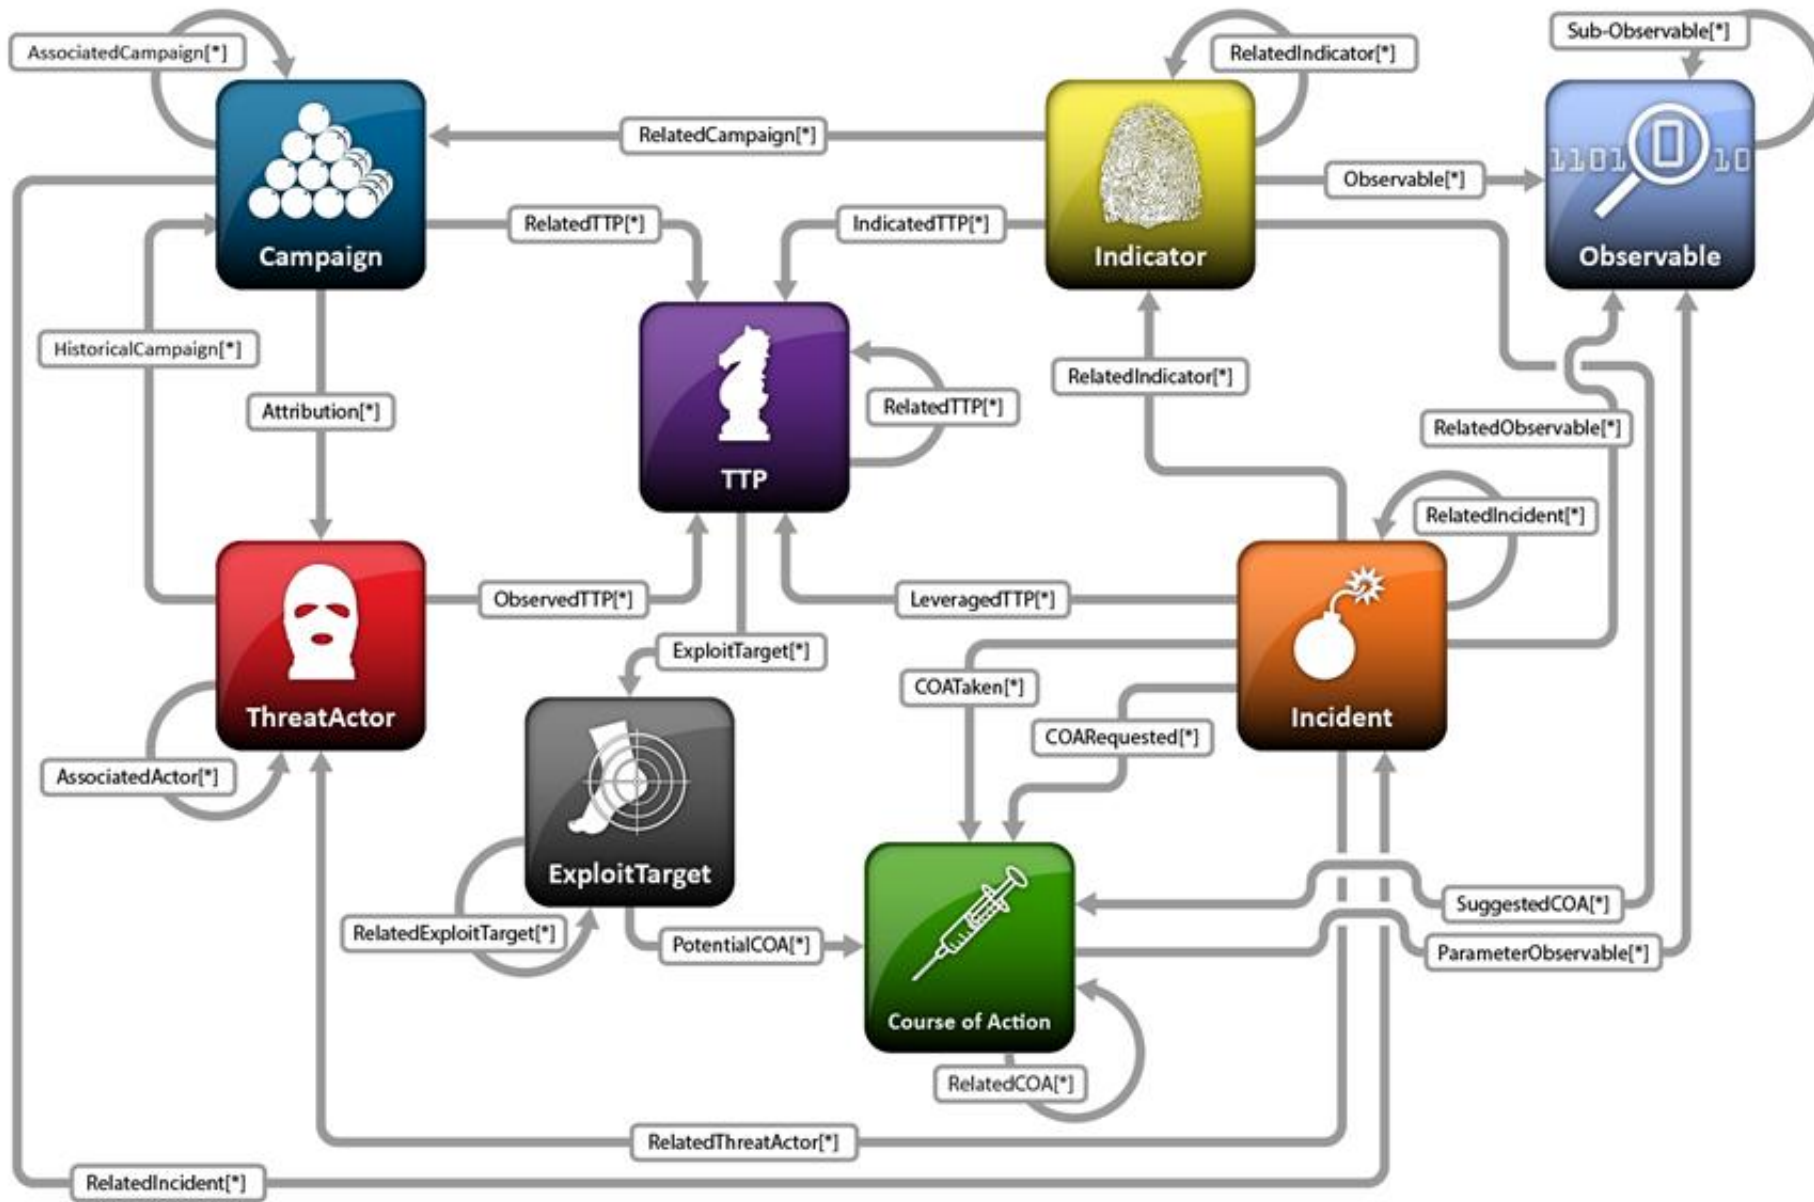 AssociatedCampaign[*]
RelatedIndicator[*]
Sub-Observable[*]
RelatedCampaign[*]
1101 0 10
Observable[*]
RelatedTTP[*]
IndicatedTTP[*]
Campaign
Indicator
Observable
HistoricalCampaign[*]
RelatedIndicator[*]
Attribution[*]
RelatedTTP[*]
RelatedObservable[*]
TTP
RelatedIncident[*]
ObservedTTP[*]
LeveragedTTP[*]
ExploitTarget[*]
COATaken[*]
ThreatActor
Incident
COARequested[*]
AssociatedActor[*]
ExploitTarget
SuggestedCOA[*]
RelatedExploitTarget[*]
PotentialCOA[*]
ParameterObservable[*]
Course of Action
RelatedCOA[*]
RelatedThreatActor[*]
RelatedIncident[*]